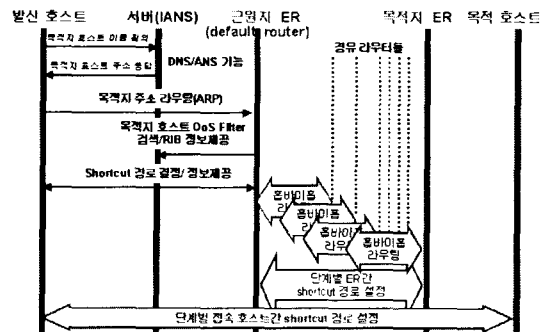 발신 호스트 서버(IANS) 근원지 ER 목적지 ER 목적 호스트
(default router)
목적지 호스트 이름 질의
경유 라우터들
DNS/ANS 기능
목적지 호스트 주소 응답
목적지 주소 라우팅(ARP)
목적지 호스트 QoS Filter
검색/RIB 정보제공
Shortcut 경로 결정/정보제공
홉바이홉
라우팅
홉바이홉
홉바이홉
라우팅
홉바이홉
라우팅
단계별 ER간
shortcut 경로 설정
단계별 접속 호스트간 shortcut 경로 설정